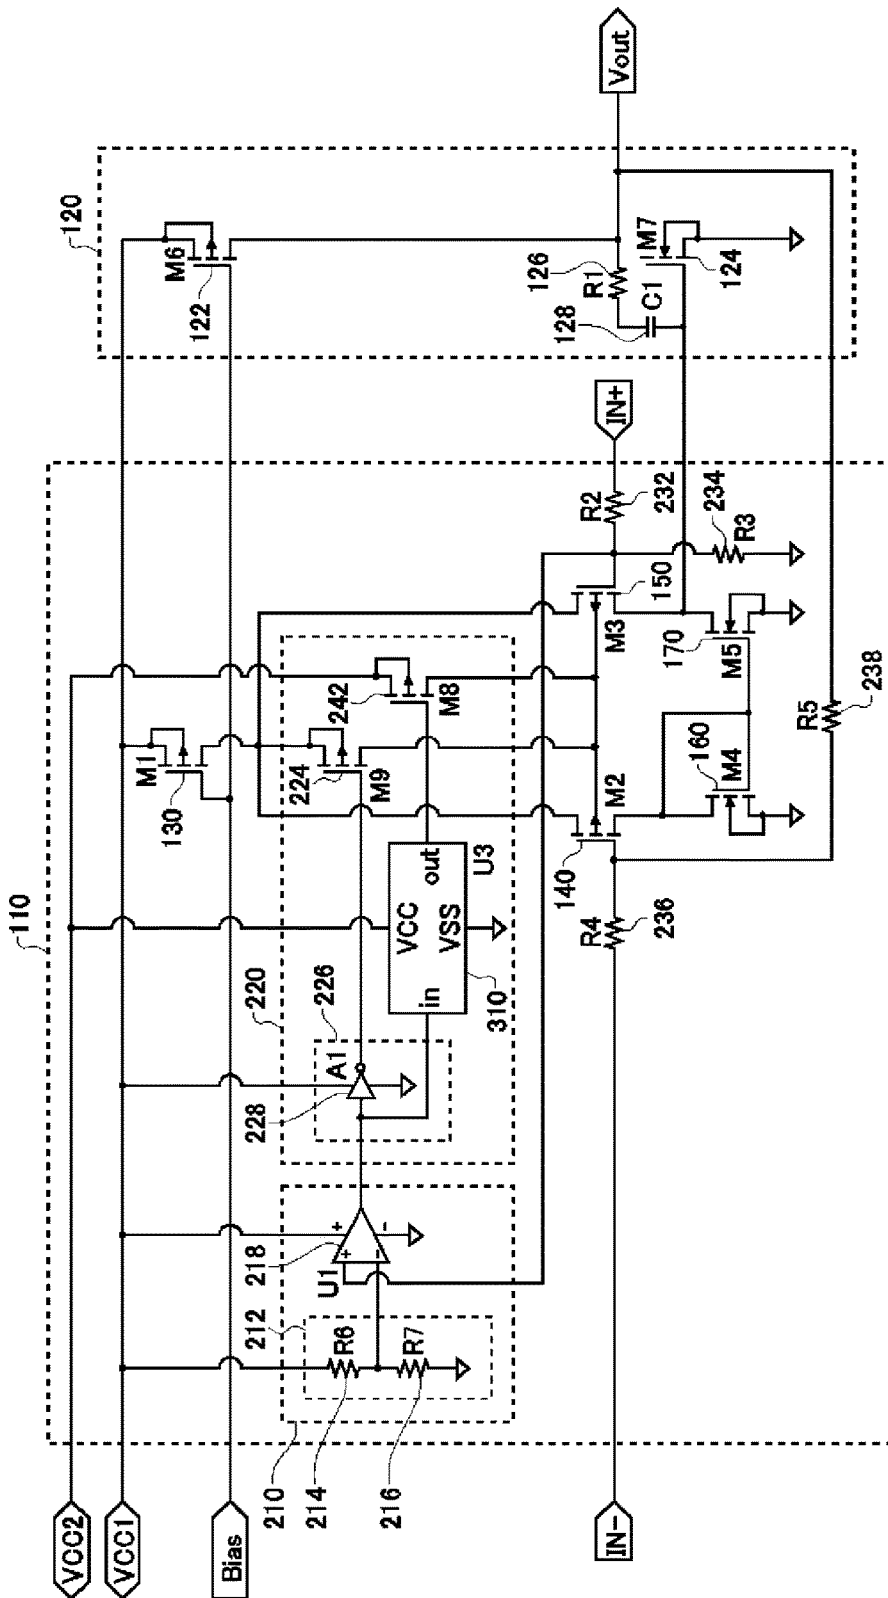 110
120
VCC2
VCC1
Bias
M6
122
M1
130
220
226
228
A1
in
VCC
VSS
out
U3
310
224
M9
242
M8
210
212
214
R6
216
R7
218
U1
+
-
+
-
140
M2
M3
150
160
M4
170
M5
IN-
R4
236
IN+
R2
232
234
R3
R5
238
126
R1
128
C1
M7
124
Vout